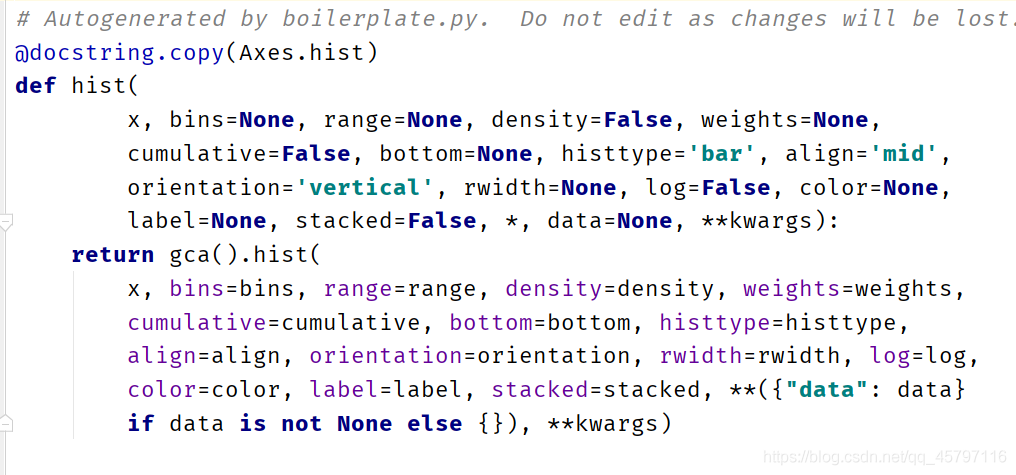 # Autogenerated by boilerplate.py.  Do not edit as changes will be lost.
@docstring.copy(Axes.hist)
def hist(
        x, bins=None, range=None, density=False, weights=None,
        cumulative=False, bottom=None, histtype='bar', align='mid',
        orientation='vertical', rwidth=None, log=False, color=None,
        label=None, stacked=False, *, data=None, **kwargs):
    return gca().hist(
        x, bins=bins, range=range, density=density, weights=weights,
        cumulative=cumulative, bottom=bottom, histtype=histtype,
        align=align, orientation=orientation, rwidth=rwidth, log=log,
        color=color, label=label, stacked=stacked, **({"data": data}
        if data is not None else {}), **kwargs)
https://blog.csdn.net/qq_45797116